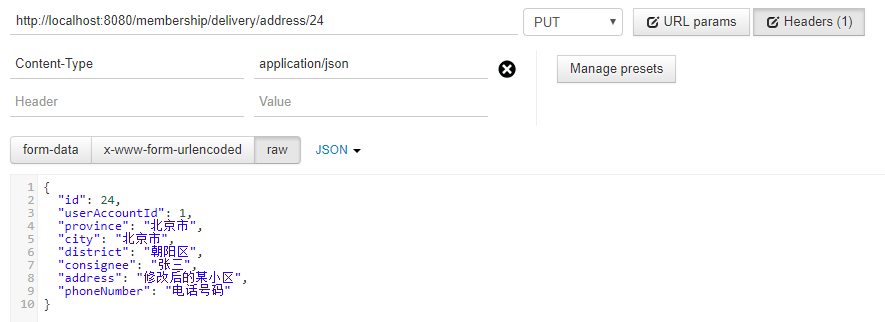 http://localhost:8080/membership/delivery/address/24 PUT URL params Headers (1)
Content-Type application/json Manage presets
Header Value
form-data x-www-form-urlencoded raw JSON
1 {
2 "id": 24,
3 "userAccountId": 1,
4 "province": "北京市",
5 "city": "北京市",
6 "district": "朝阳区",
7 "consignee": "张三",
8 "address": "修改后的某小区",
9 "phoneNumber": "电话号码"
10 }